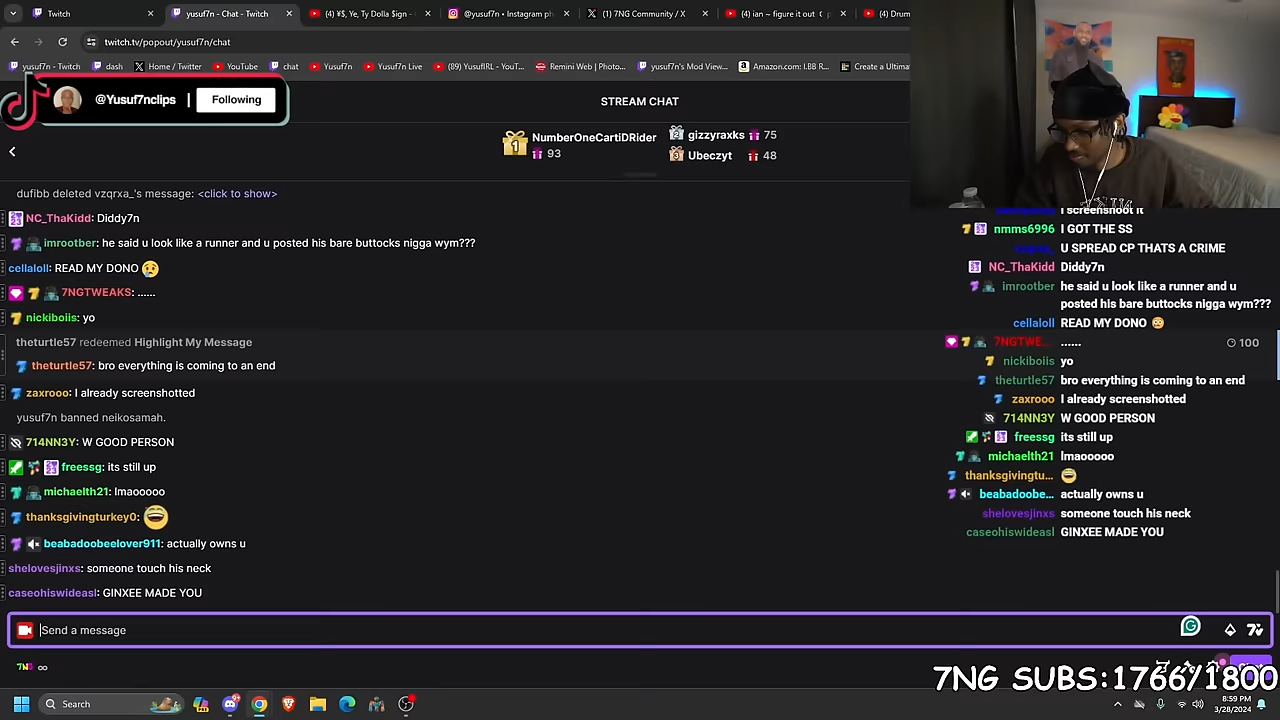 Twitch
yusuf7n - Chat - Twitch
(4) ¥$, Ye, Ty Dolla $ign -
@yusuf7n • Instagram ph
(1) 7NG Community / X
(4) ian ~ figure it out
(4) Drum
twitch.tv/popout/yusuf7n/chat
yusuf7n - Twitch
dash
Home / Twitter
YouTube
chat
Yusuf7n
Yusuf7n Live
(89) YusufIRL - YouT...
Remini Web | Photo...
yusuf7n's Mod View...
Amazon.com: I.BB R...
Create a Ultima
@Yusuf7nclips | Following
STREAM CHAT
1 NumberOneCartiDRider
93
2 gizzyraxks 75
3 Ubeczyt 48
dufibb deleted vzqrxa_'s message: <click to show>
NC_ThaKidd: Diddy7n
imrootber: he said u look like a runner and u posted his bare buttocks nigga wym???
cellaloll: READ MY DONO
7NGTWEAKS: ......
nickiboiis: yo
theturtle57 redeemed Highlight My Message
theturtle57: bro everything is coming to an end
zaxrooo: I already screenshotted
yusuf7n banned neikosamah.
714NN3Y: W GOOD PERSON
freessg: its still up
michaelth21: lmaooooo
thanksgivingturkey0:
beabadoobeelover911: actually owns u
shelovesjinxs: someone touch his neck
caseohiswideasl: GINXEE MADE YOU
Send a message
7NG ∞
I screenshoot it
nmms6996 I GOT THE SS
U SPREAD CP THATS A CRIME
NC_ThaKidd Diddy7n
imrootber he said u look like a runner and u
posted his bare buttocks nigga wym???
cellaloll READ MY DONO
7NGTWE... ......
100
nickiboiis yo
theturtle57 bro everything is coming to an end
zaxrooo I already screenshotted
714NN3Y W GOOD PERSON
freessg its still up
michaelth21 lmaooooo
thanksgivingtu...
beabadoobe... actually owns u
shelovesjinxs someone touch his neck
caseohiswideasl GINXEE MADE YOU
7NG SUBS:1766/1800
Search
8:59 PM
3/28/2024